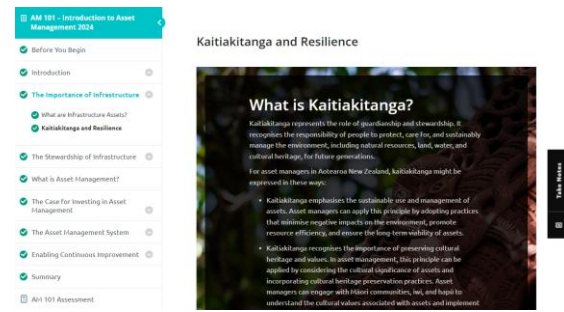 AM 101 - Introduction to Asset
Management 2024
Before You Begin
Introduction
The Importance of Infrastructure
What are Infrastructure Assets?
Kaitiakitanga and Resilience
The Stewardship of Infrastructure
What is Asset Management?
The Case for Investing in Asset
Management
The Asset Management System
Enabling Continuous Improvement
Summary
AM 101 Assessment
Kaitiakitanga and Resilience
What is Kaitiakitanga?
Kaitiakitanga represents the role of guardianship and stewardship. It
recognises the responsibility of people to protect, care for, and sustainably
manage the environment, including natural resources, land, water, and
cultural heritage, for future generations.
For asset managers in Aotearoa New Zealand, kaitiakitanga might be
expressed in these ways:
• Kaitiakitanga emphasises the sustainable use and management of
assets. Asset managers can apply this principle by adopting practices
that minimise negative impacts on the environment, promote
resource efficiency, and ensure the long-term viability of assets.
• Kaitiakitanga recognises the importance of preserving cultural
heritage and values. In asset management, this principle can be
applied by considering the cultural significance of assets and
incorporating cultural heritage preservation practices. Asset
managers can engage with Māori communities, iwi, and hapū to
understand the cultural values associated with assets and implement
Take Notes